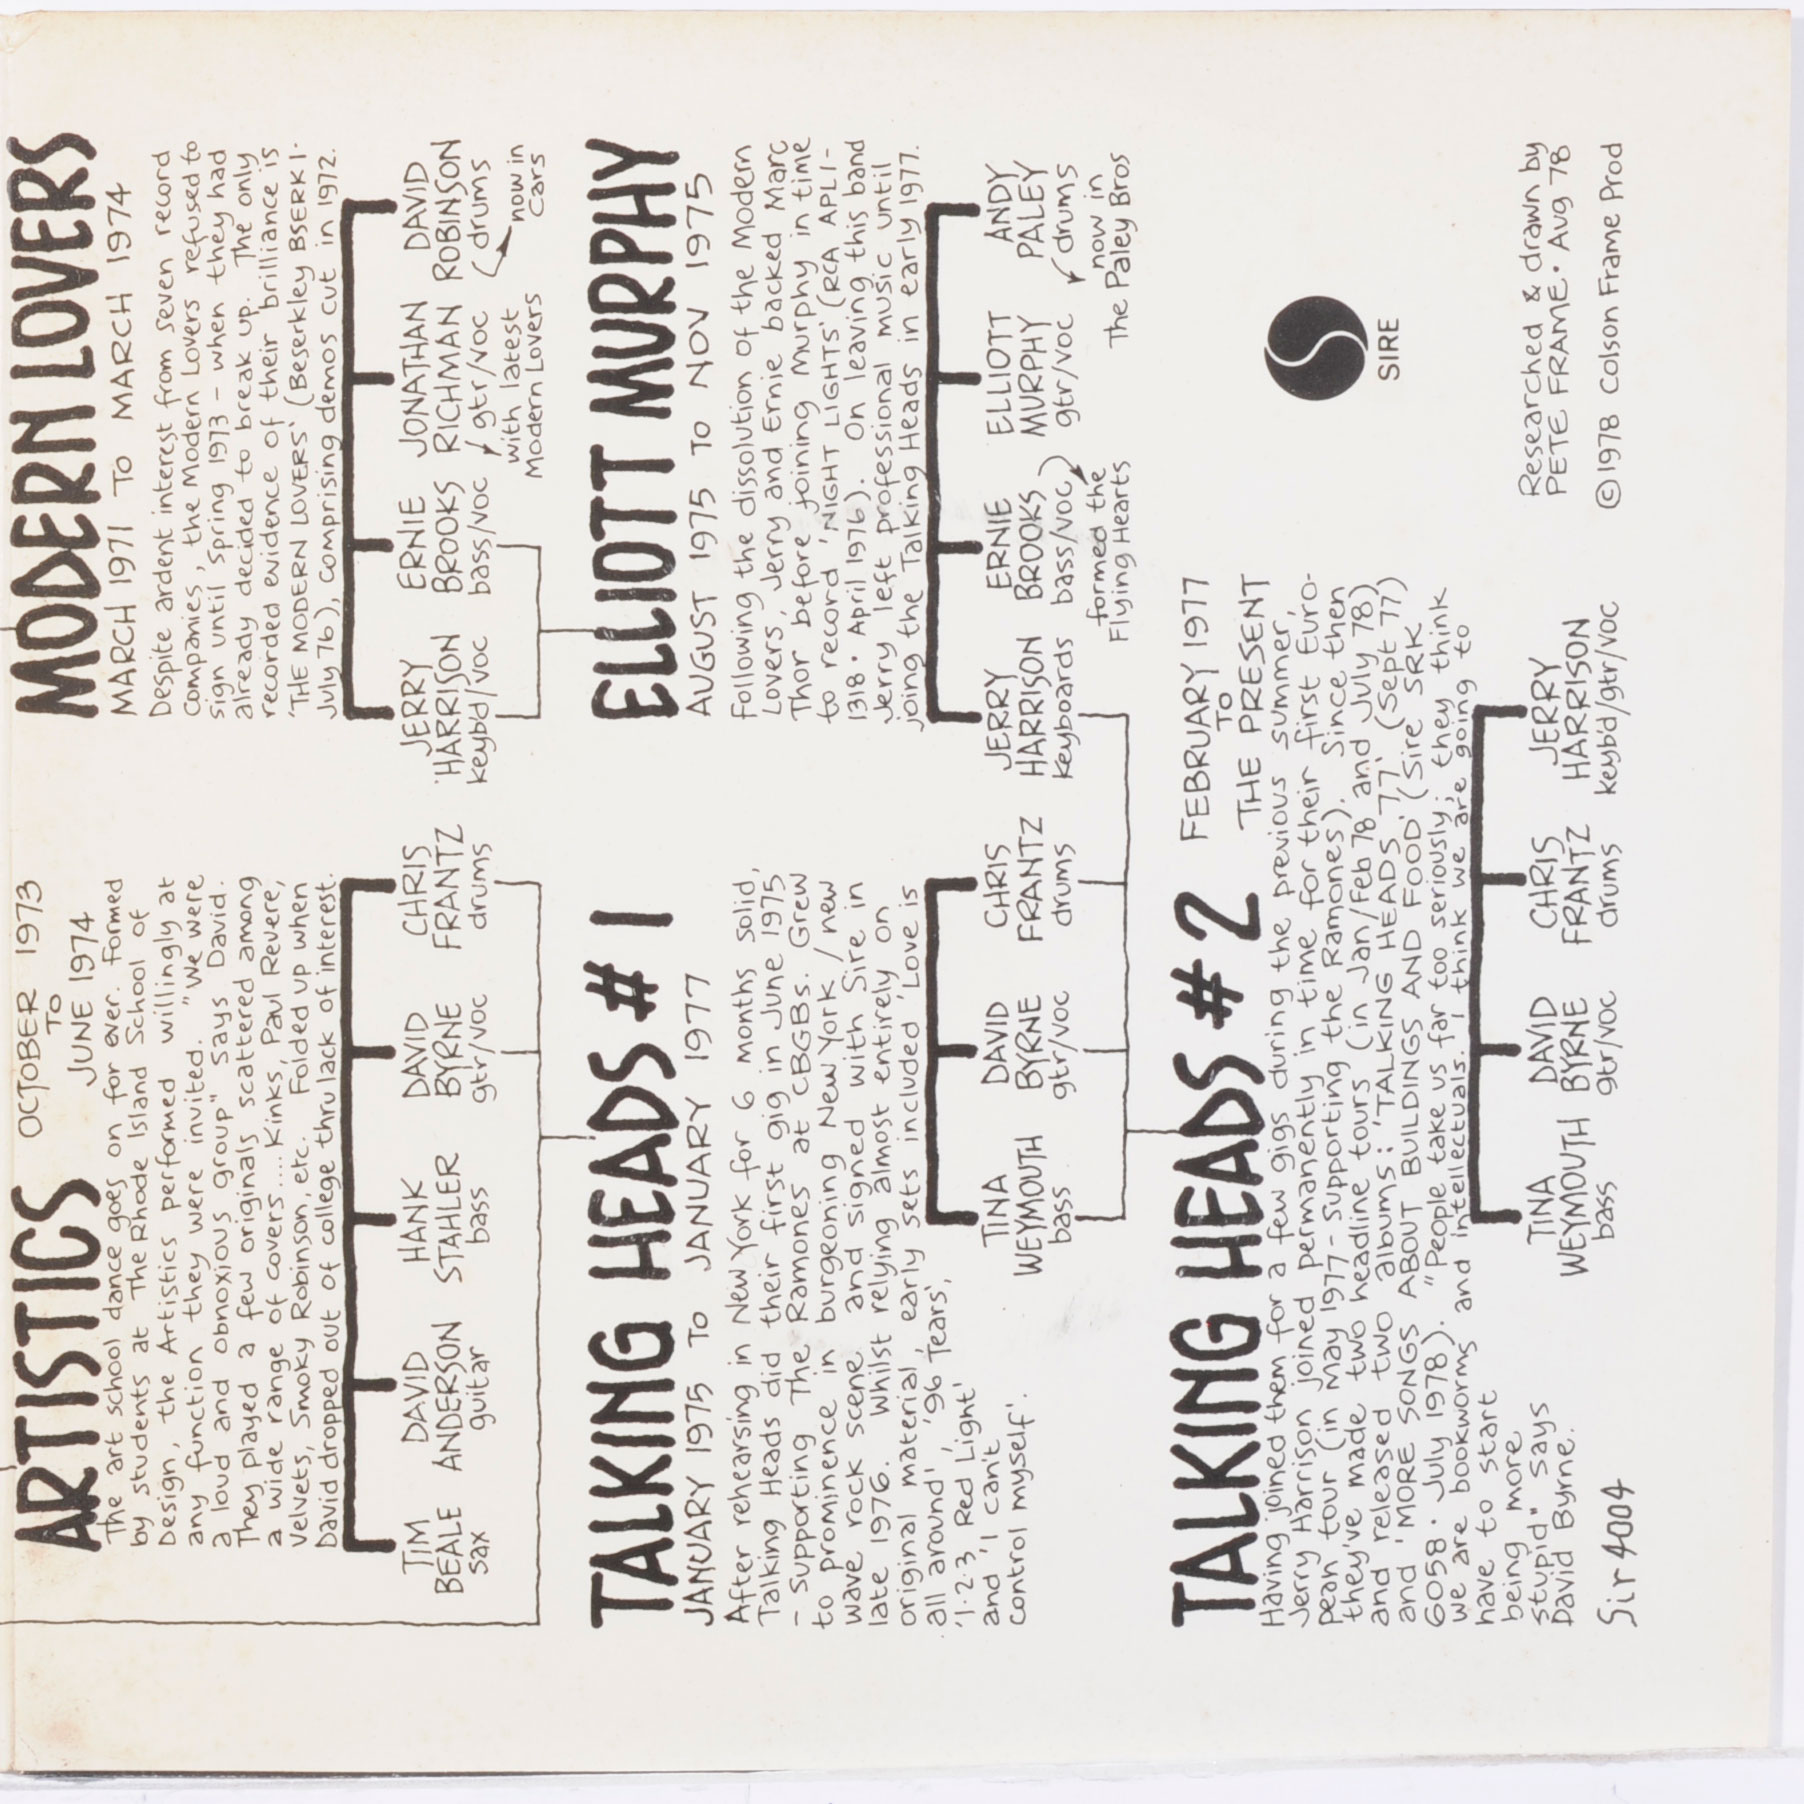 ARTISTICS
OCTOBER 1973
TO
JUNE 1974
The art school dance goes on for ever. Formed
by students at The Rhode Island School of
Design, the Artistics performed willingly at
any function they were invited. "We were
a loud and obnoxious group" says David.
They played a few originals scattered among
a wide range of covers.... Kinks, Paul Revere,
Velvets, Smoky Robinson, etc. Folded up when
David dropped out of college thru lack of interest.
TIM
BEALE
sax
DAVID
ANDERSON
guitar
HANK
STAHLER
bass
DAVID
BYRNE
gtr/voc
CHRIS
FRANTZ
drums
MODERN LOVERS
MARCH 1971 TO MARCH 1974
Despite ardent interest from seven record
companies, the Modern Lovers refused to
sign until Spring 1973 - when they had
already decided to break up. The only
recorded evidence of their brilliance is
'THE MODERN LOVERS' (Beserkley BSERK 1·
July 76), comprising demos cut in 1972.
JERRY
HARRISON
keyb'd/voc
ERNIE
BROOKS
bass/voc
JONATHAN
RICHMAN
gtr/voc
with latest
Modern Lovers
DAVID
ROBINSON
drums
now in
Cars
TALKING HEADS #1
JANUARY 1975 TO JANUARY 1977
After rehearsing in New York for 6 months solid,
Talking Heads did their first gig in June 1975
- supporting The Ramones at CBGBs. Grew
to prominence in burgeoning New York / new
wave rock scene and signed with Sire in
late 1976. Whilst relying almost entirely on
original material, early sets included 'Love is
all around', '96 Tears',
'1·2·3 Red Light'
and 'I can't
control myself'.
TINA
WEYMOUTH
bass
DAVID
BYRNE
gtr/voc
CHRIS
FRANTZ
drums
ELLIOTT MURPHY
AUGUST 1975 TO NOV 1975
Following the dissolution of the Modern
Lovers, Jerry and Ernie backed Marc
Thor before joining Murphy in time
to record 'NIGHT LIGHTS' (RCA APL1-
1318 · April 1976). On leaving this band
Jerry left professional music until
joing the Talking Heads in early 1977.
JERRY
HARRISON
keyboards
ERNIE
BROOKS
bass/voc
formed the
Flying Hearts
ELLIOTT
MURPHY
gtr/voc
ANDY
PALEY
drums
now in
The Paley Bros
TALKING HEADS #2
FEBRUARY 1977
TO
THE PRESENT
Having joined them for a few gigs during the previous summer,
Jerry Harrison joined permanently in time for their first Euro-
pean tour (in May 1977 - supporting the Ramones). Since then
they've made two headline tours (in Jan/Feb 78 and July 78)
and released two albums: 'TALKING HEADS 77' (Sept 77)
and 'MORE SONGS ABOUT BUILDINGS AND FOOD' (Sire SRK
6058 · July 1978). "People take us far too seriously; they think
we are bookworms and intellectuals. I think we are going to
have to start
being more
stupid" says
David Byrne.
TINA
WEYMOUTH
bass
DAVID
BYRNE
gtr/voc
CHRIS
FRANTZ
drums
JERRY
HARRISON
keyb'd/gtr/voc
Sir 4004
SIRE
Researched & drawn by
PETE FRAME · Aug 78
© 1978 Colson Frame Prod